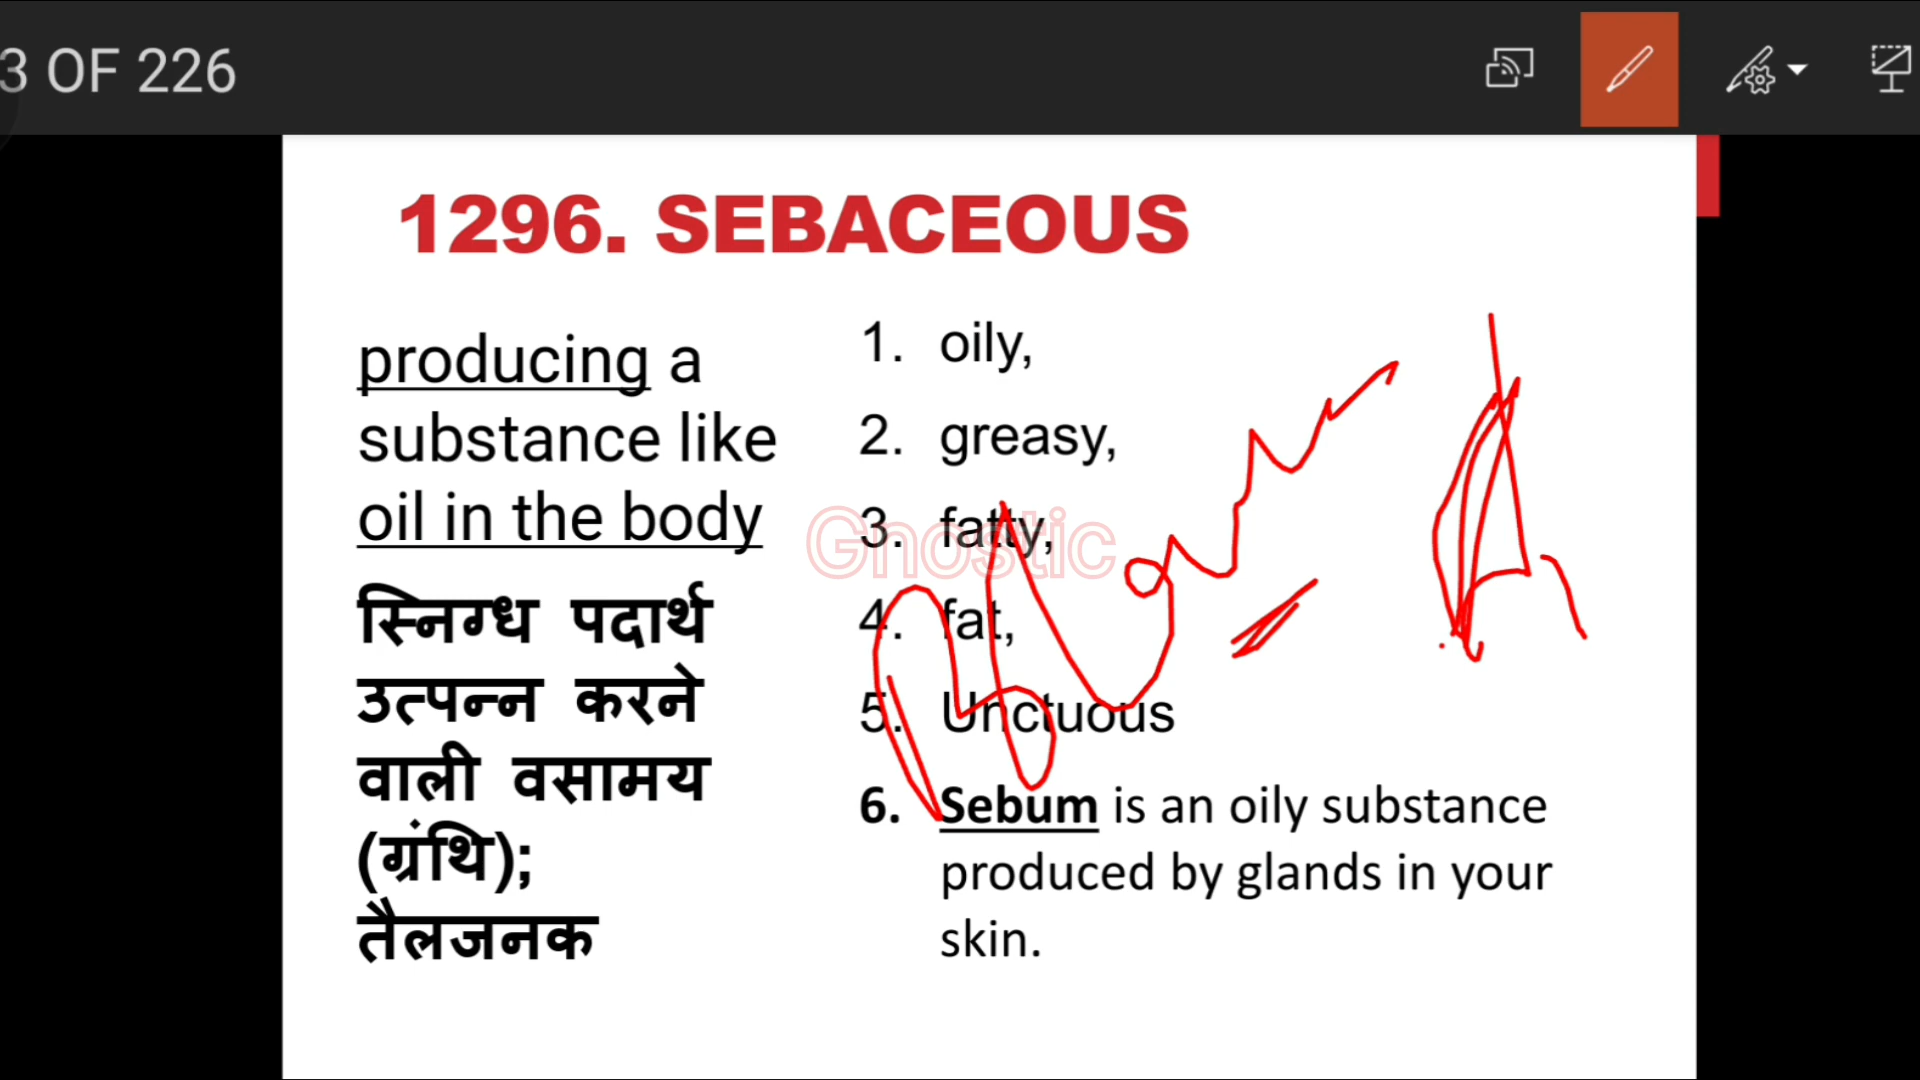 3 OF 226
1296. SEBACEOUS
producing a
substance like
oil in the body
स्निग्ध पदार्थ
उत्पन्न करने
वाली वसामय
(ग्रंथि);
तैलजनक
1. oily,
2. greasy,
3. fatty,
4. fat,
5. Unctuous
6. Sebum is an oily substance
produced by glands in your
skin.
Gnostic